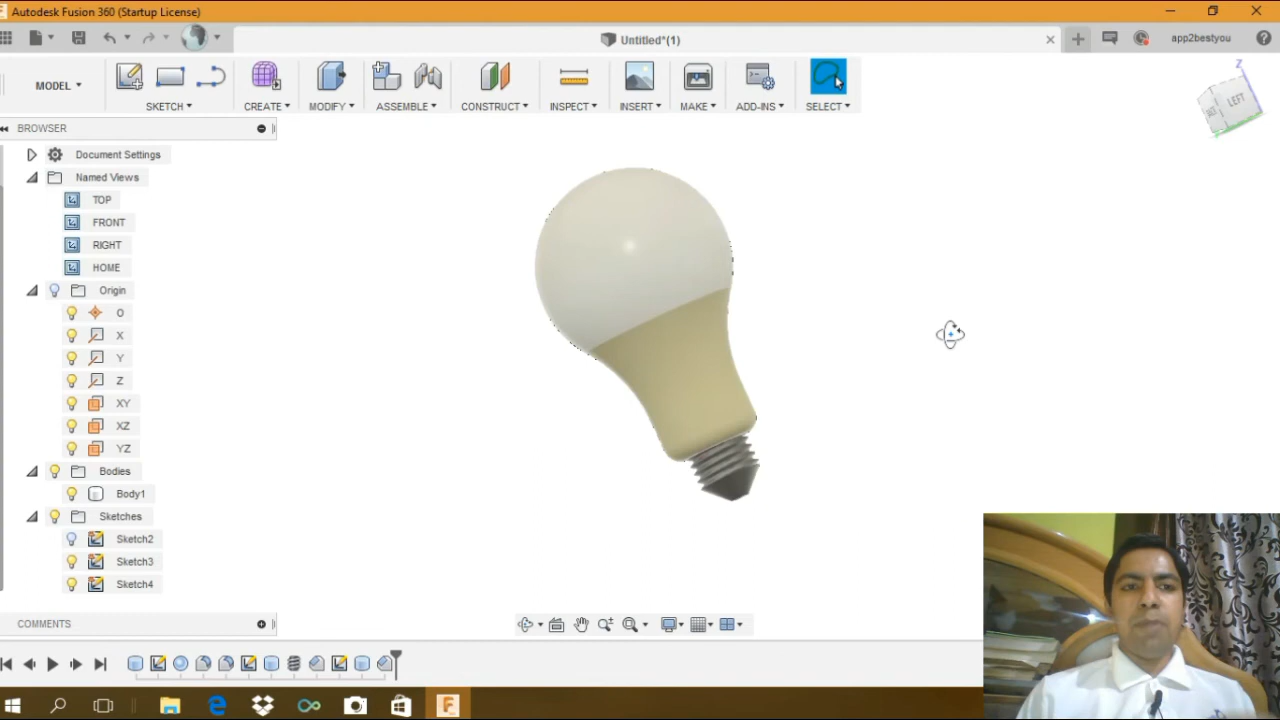 Autodesk Fusion 360 (Startup License)
Untitled*(1)
app2bestyou
MODEL
SKETCH
CREATE
MODIFY
ASSEMBLE
CONSTRUCT
INSPECT
INSERT
MAKE
ADD-INS
SELECT
Z
LEFT
BROWSER
Document Settings
Named Views
TOP
FRONT
RIGHT
HOME
Origin
O
X
Y
Z
XY
XZ
YZ
Bodies
Body1
Sketches
Sketch2
Sketch3
Sketch4
COMMENTS